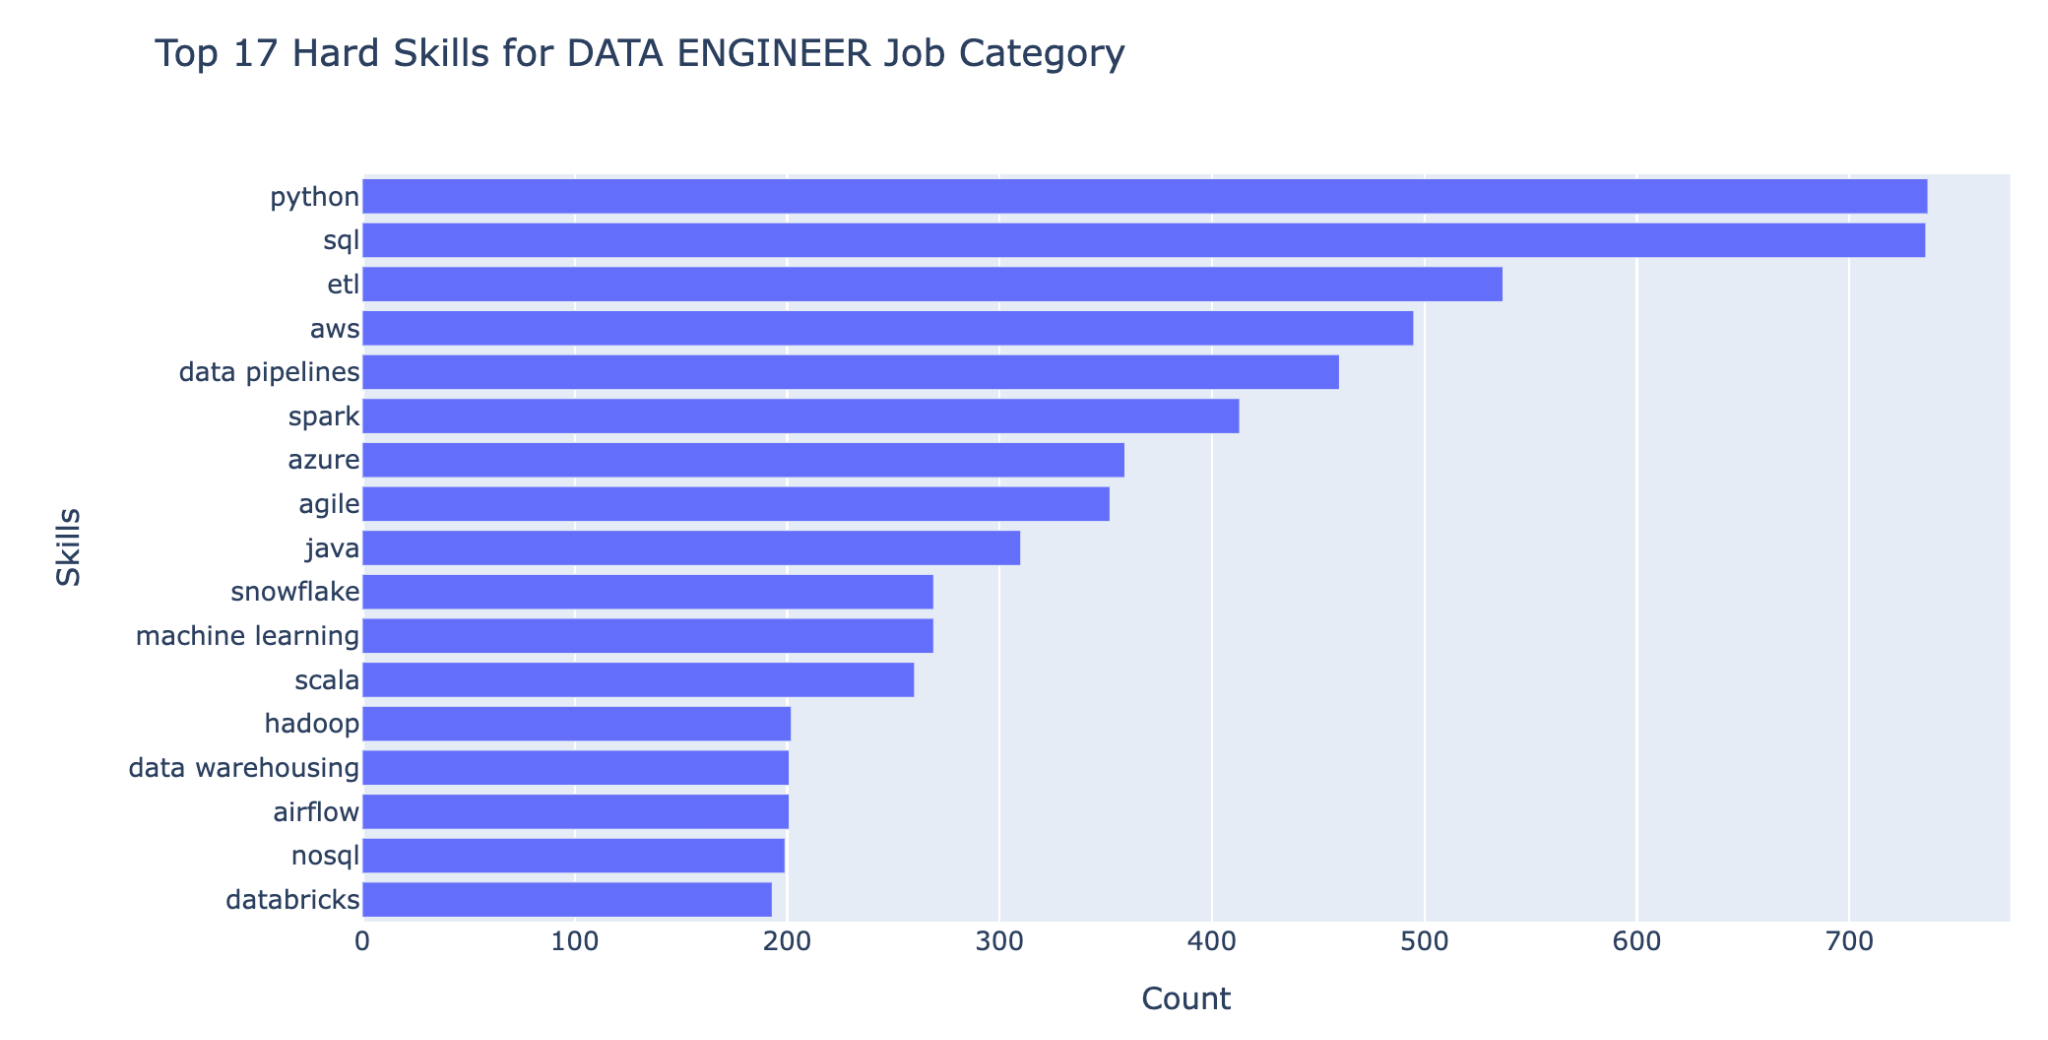 Top 17 Hard Skills for DATA ENGINEER Job Category
Skills
python
sql
etl
aws
data pipelines
spark
azure
agile
java
snowflake
machine learning
scala
hadoop
data warehousing
airflow
nosql
databricks
0 100 200 300 400 500 600 700
Count